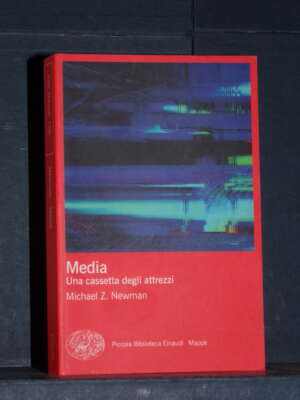 Media
Una cassetta degli attrezzi
Michael Z. Newman
Piccola Biblioteca Einaudi Mappe